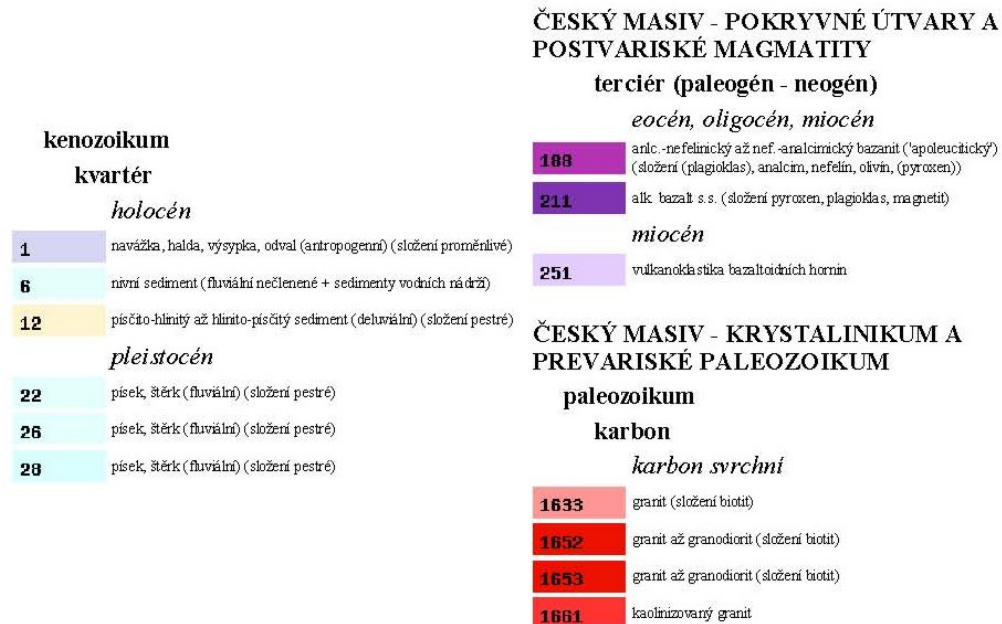 kenozoikum
kvartér
holocén
1 navážka, halda, výsypka, odval (antropogenní) (složení proměnlivé)
6 nivní sediment (fluviální nečlenené + sedimenty vodních nádrží)
12 písčito-hlinitý až hlinito-písčitý sediment (deluviální) (složení pestré)
pleistocén
22 písek, štěrk (fluviální) (složení pestré)
26 písek, štěrk (fluviální) (složení pestré)
28 písek, štěrk (fluviální) (složení pestré)
ČESKÝ MASIV - POKRYVNÉ ÚTVARY A
POSTVARISKÉ MAGMATITY
terciér (paleogén - neogén)
eocén, oligocén, miocén
188 anlc.-nefelinický až nef.-analcimický bazanit ('apoleucitický')
(složení (plagioklas), analcim, nefelín, olivín, (pyroxen))
211 alk. bazalt s.s. (složení pyroxen, plagioklas, magnetit)
miocén
251 vulkanoklastika bazaltoidních hornin
ČESKÝ MASIV - KRYSTALINIKUM A
PREVARISKÉ PALEOZOIKUM
paleozoikum
karbon
karbon svrchní
1633 granit (složení biotit)
1652 granit až granodiorit (složení biotit)
1653 granit až granodiorit (složení biotit)
1661 kaolinizovaný granit